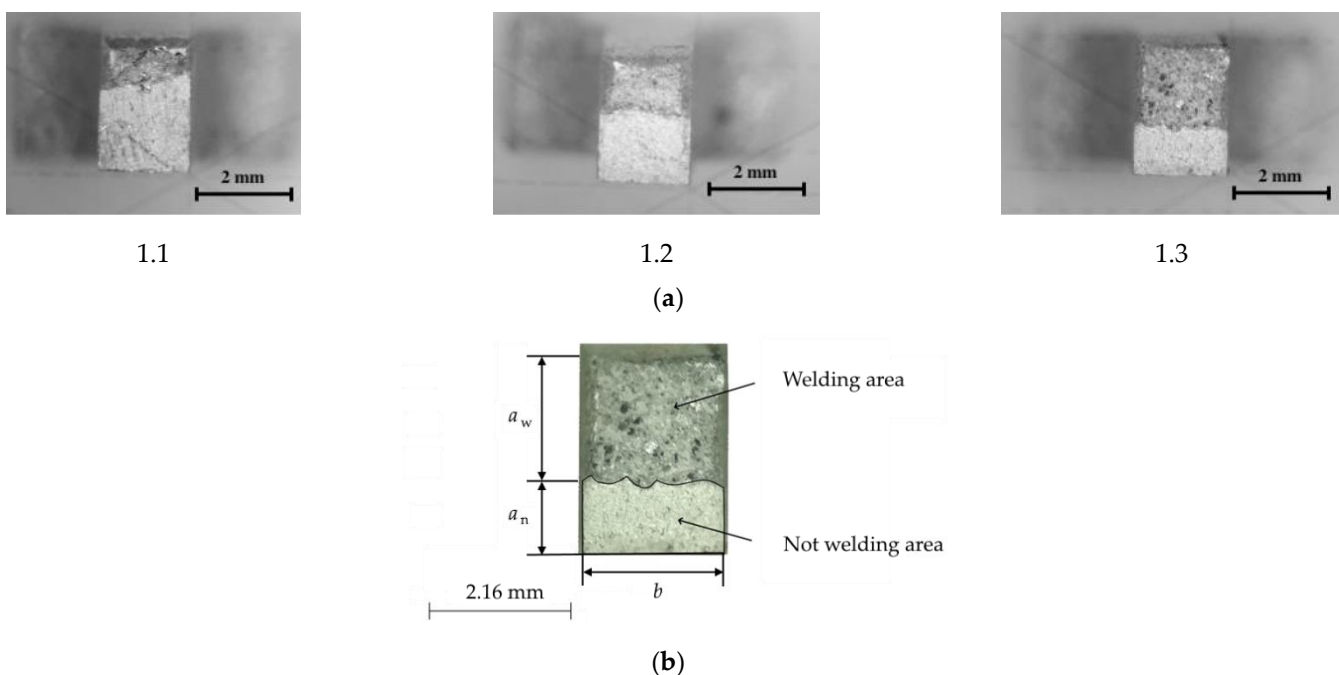 2 mm
2 mm
2 mm
1.1
1.2
1.3
(a)
Welding area
a_w
a_n
Not welding area
2.16 mm
b
(b)